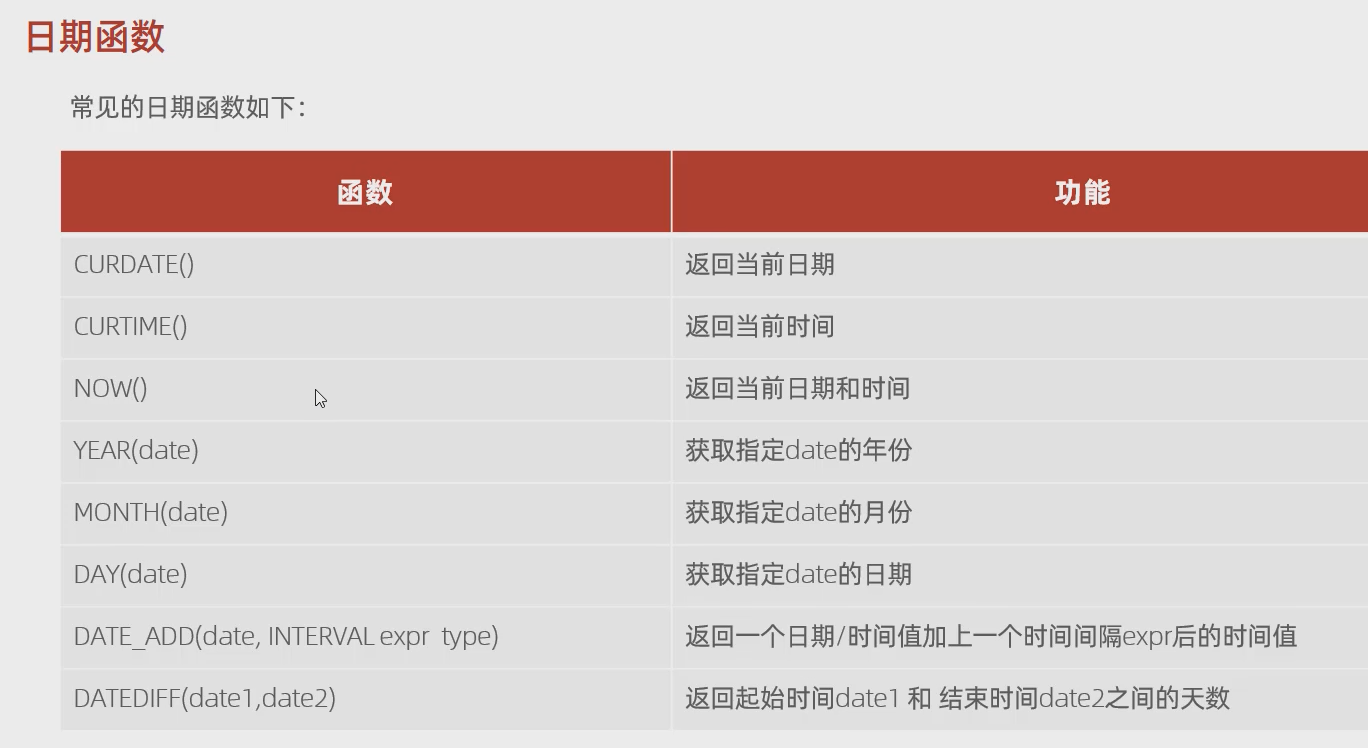 日期函数
常见的日期函数如下：
函数 功能
CURDATE() 返回当前日期
CURTIME() 返回当前时间
NOW() 返回当前日期和时间
YEAR(date) 获取指定date的年份
MONTH(date) 获取指定date的月份
DAY(date) 获取指定date的日期
DATE_ADD(date, INTERVAL expr type) 返回一个日期/时间值加上一个时间间隔expr后的时间值
DATEDIFF(date1,date2) 返回起始时间date1 和 结束时间date2之间的天数